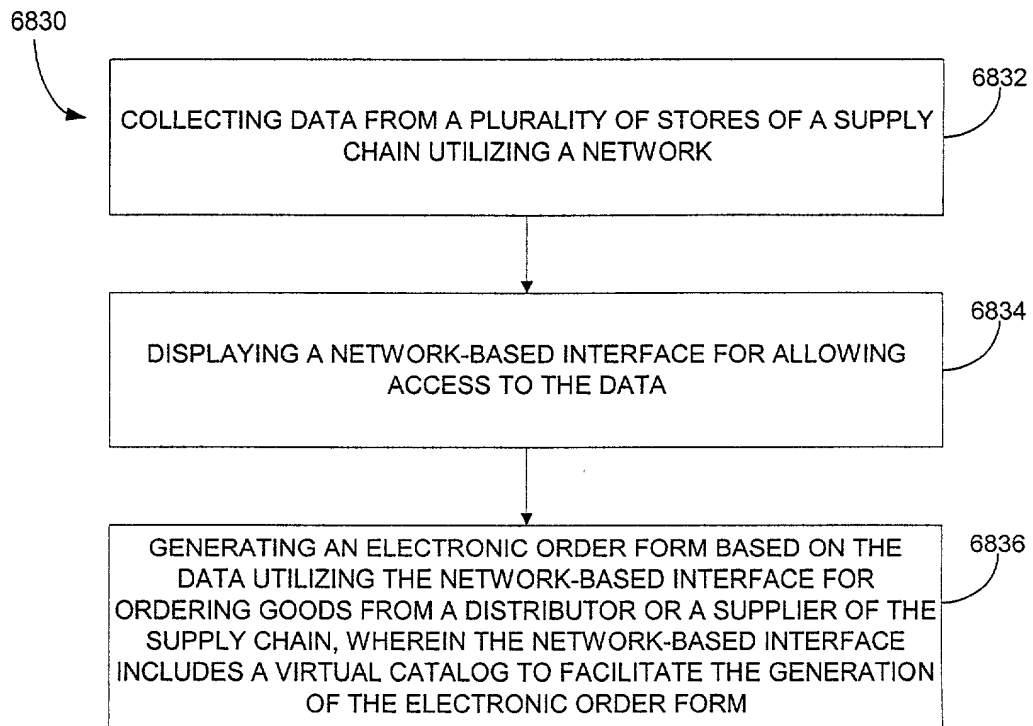 6830
6832
COLLECTING DATA FROM A PLURALITY OF STORES OF A SUPPLY
CHAIN UTILIZING A NETWORK
6834
DISPLAYING A NETWORK-BASED INTERFACE FOR ALLOWING
ACCESS TO THE DATA
6836
GENERATING AN ELECTRONIC ORDER FORM BASED ON THE
DATA UTILIZING THE NETWORK-BASED INTERFACE FOR
ORDERING GOODS FROM A DISTRIBUTOR OR A SUPPLIER OF THE
SUPPLY CHAIN, WHEREIN THE NETWORK-BASED INTERFACE
INCLUDES A VIRTUAL CATALOG TO FACILITATE THE GENERATION
OF THE ELECTRONIC ORDER FORM